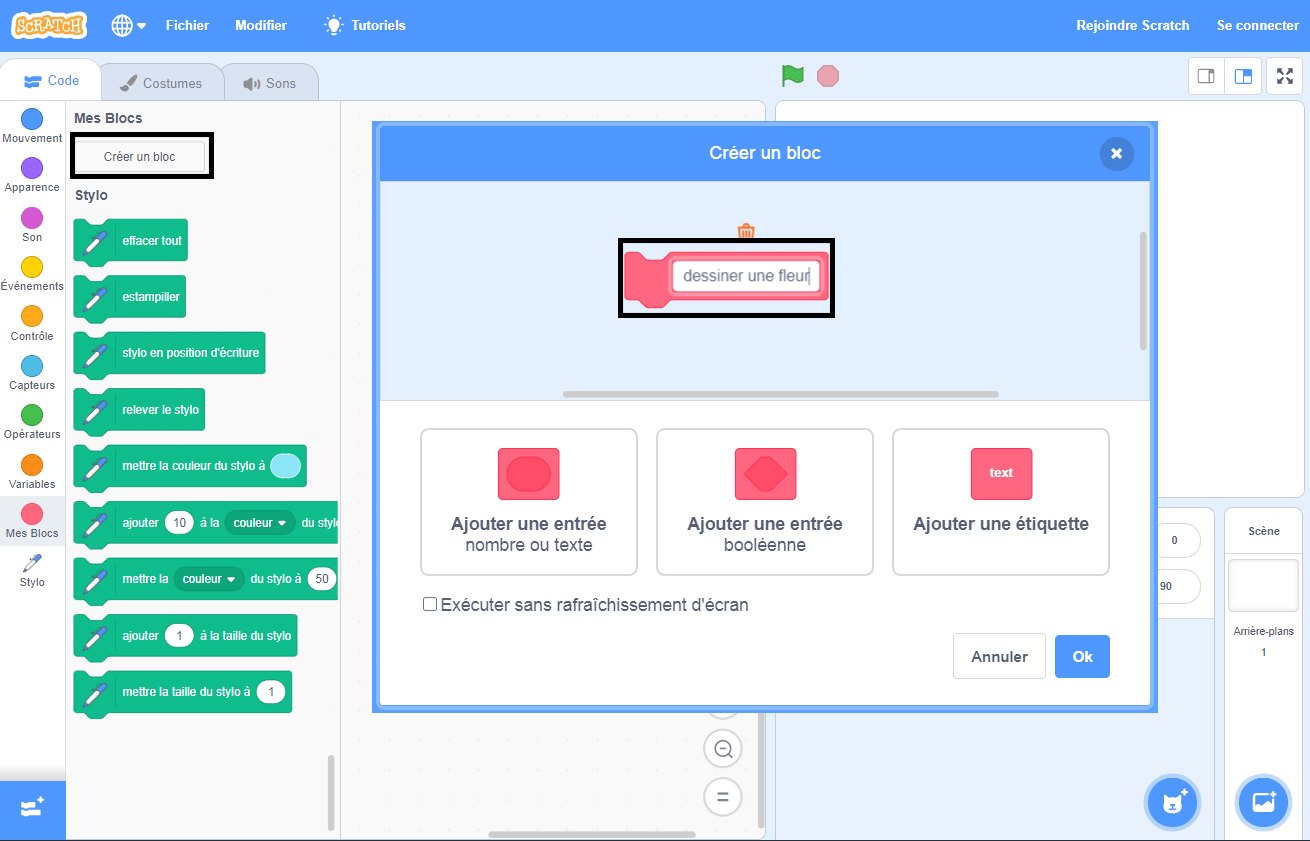 SCRATCH
Fichier
Modifier
Tutoriels
Rejoindre Scratch
Se connecter
Code
Costumes
Sons
Mouvement
Apparence
Son
Événements
Contrôle
Capteurs
Opérateurs
Variables
Mes Blocs
Stylo
Mes Blocs
Créer un bloc
Stylo
effacer tout
estampiller
stylo en position d'écriture
relever le stylo
mettre la couleur du stylo à
ajouter 10 à la couleur du stylo
mettre la couleur du stylo à 50
ajouter 1 à la taille du stylo
mettre la taille du stylo à 1
Créer un bloc
dessiner une fleur
Ajouter une entrée
nombre ou texte
Ajouter une entrée
booléenne
text
Ajouter une étiquette
Exécuter sans rafraîchissement d'écran
Annuler
Ok
0
90
Scène
Arrière-plans
1